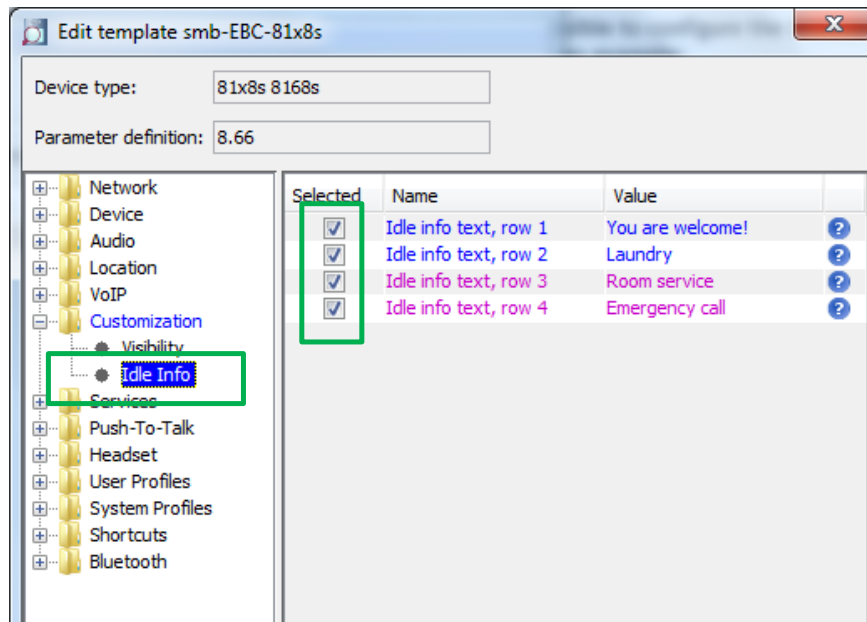 Edit template smb-EBC-81x8s
Device type: 81x8s 8168s
Parameter definition: 8.66
Network
Device
Audio
Location
VoIP
Customization
Visibility
Idle Info
Services
Push-To-Talk
Headset
User Profiles
System Profiles
Shortcuts
Bluetooth
Selected Name Value
Idle info text, row 1 You are welcome!
Idle info text, row 2 Laundry
Idle info text, row 3 Room service
Idle info text, row 4 Emergency call